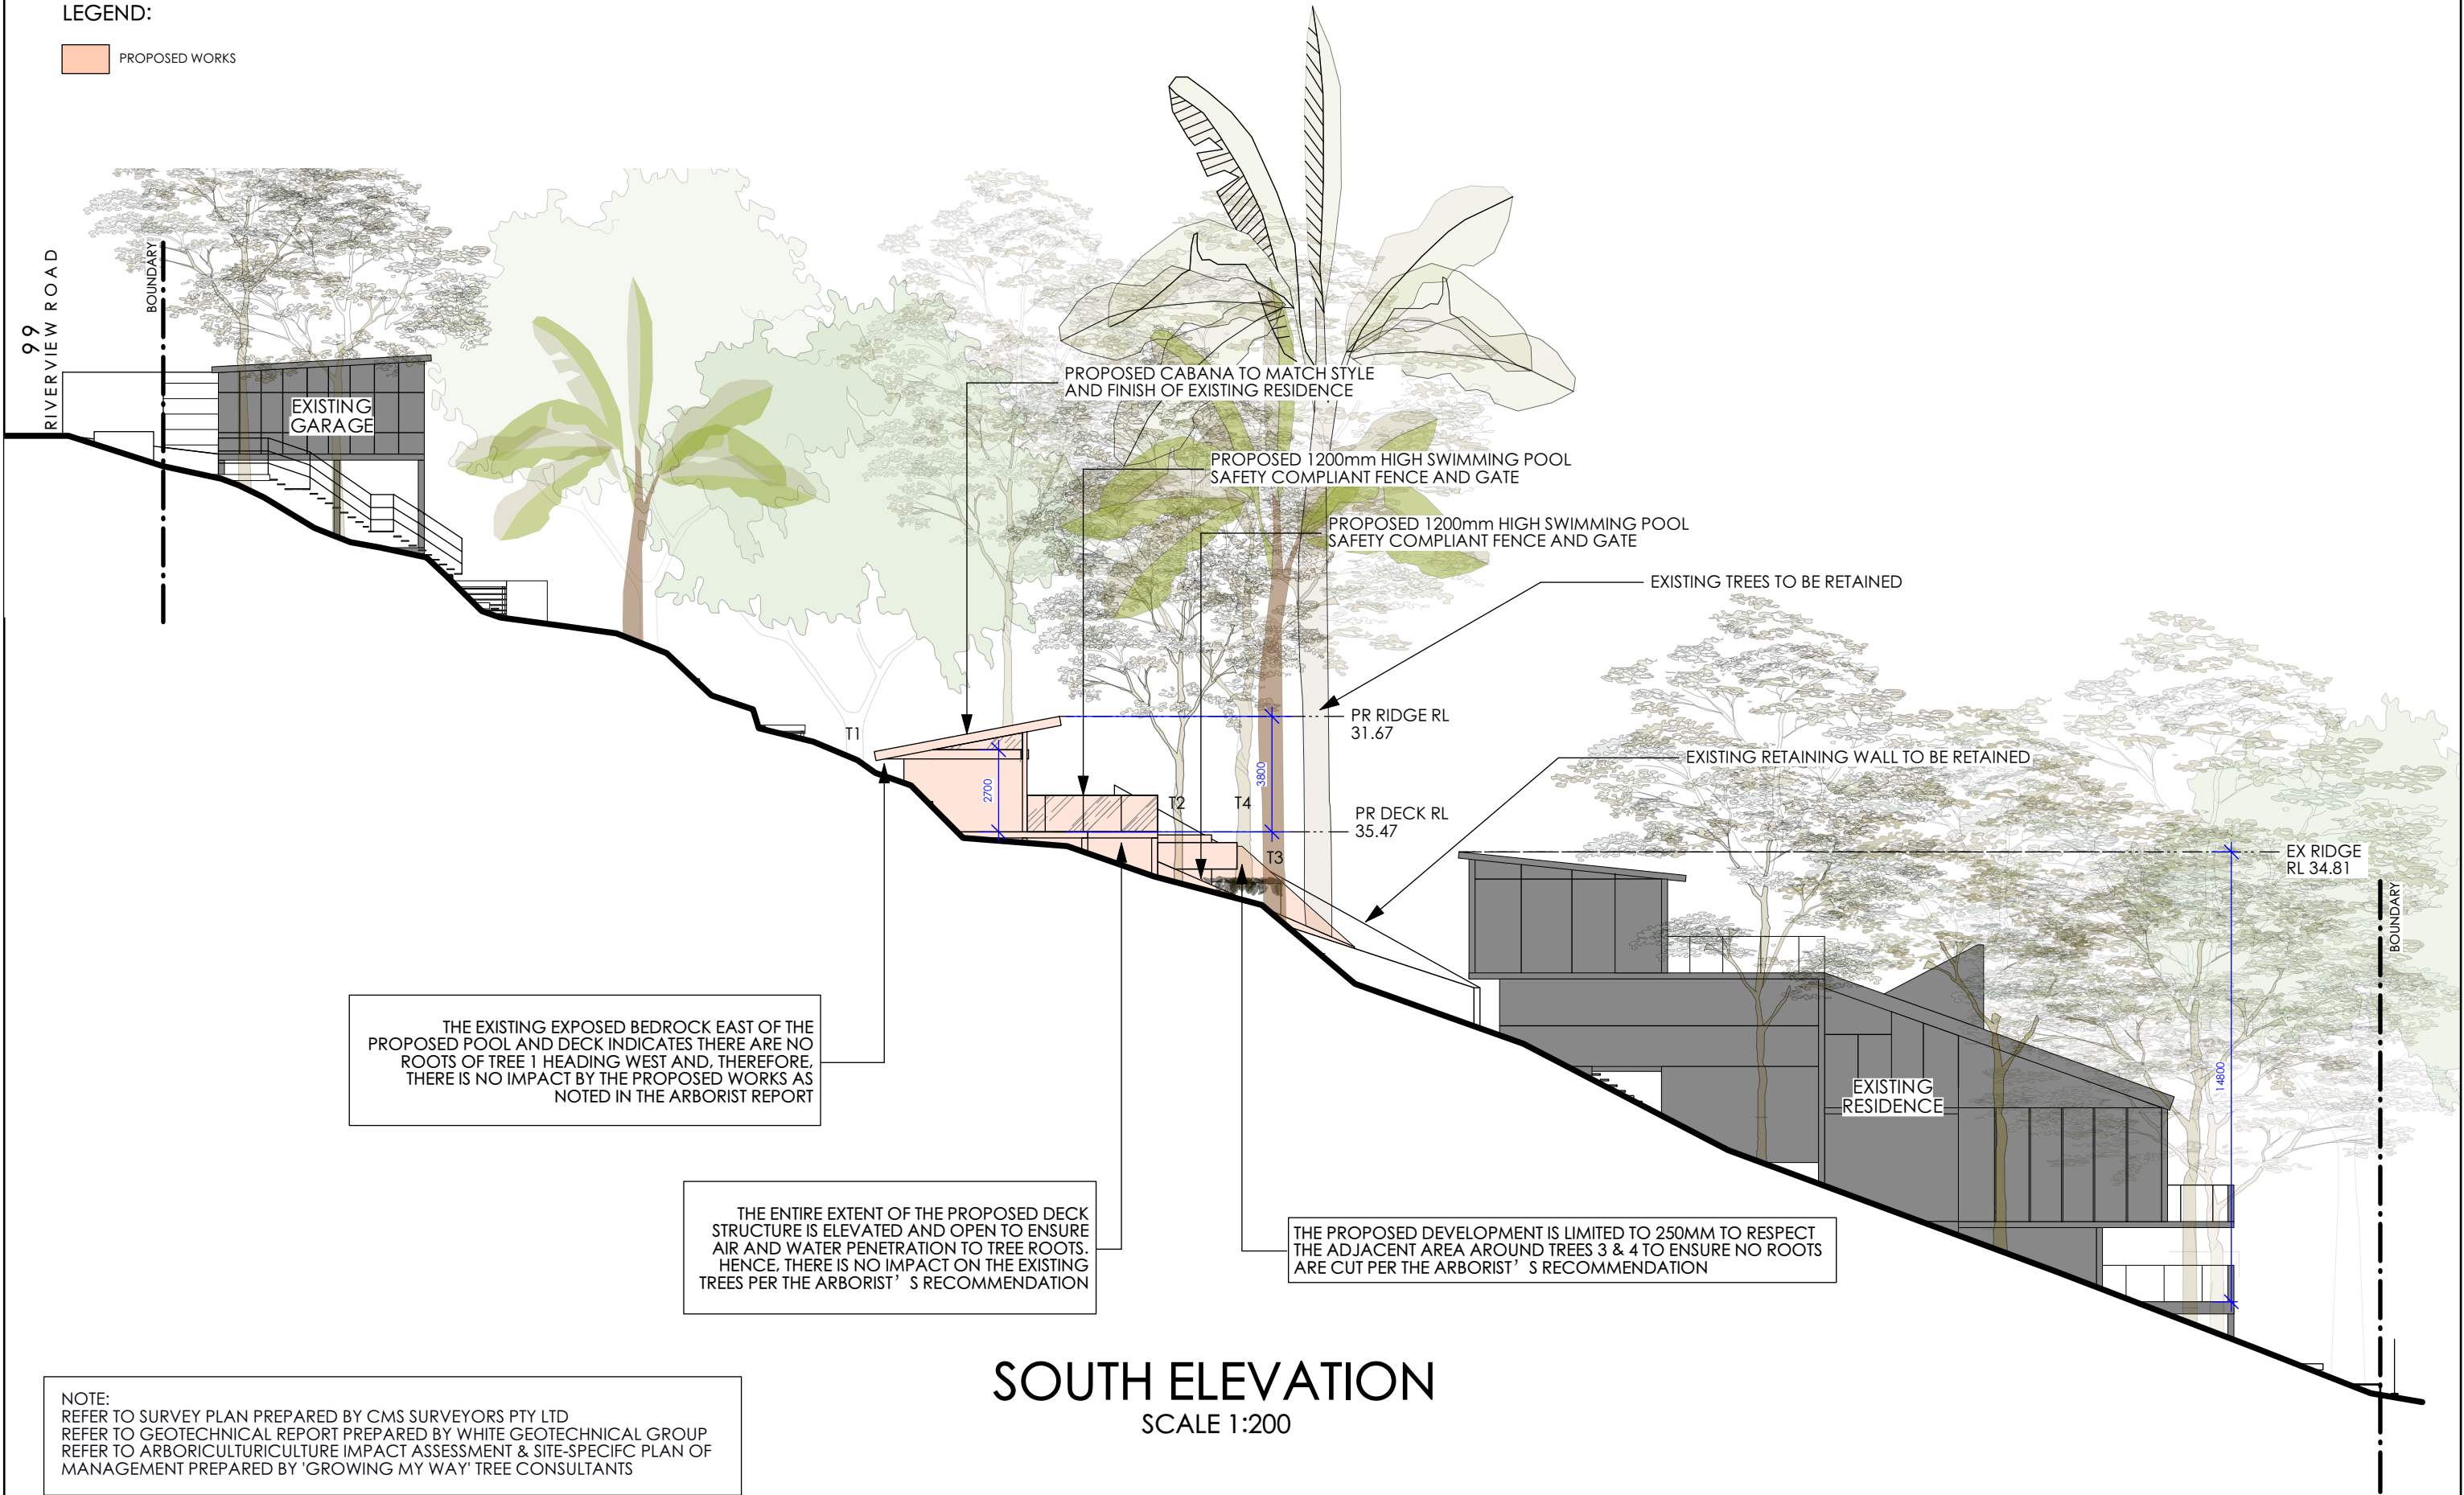 LEGEND:
PROPOSED WORKS
99
RIVERVIEW ROAD
BOUNDARY
EXISTING
GARAGE
PROPOSED CABANA TO MATCH STYLE
AND FINISH OF EXISTING RESIDENCE
PROPOSED 1200mm HIGH SWIMMING POOL
SAFETY COMPLIANT FENCE AND GATE
PROPOSED 1200mm HIGH SWIMMING POOL
SAFETY COMPLIANT FENCE AND GATE
EXISTING TREES TO BE RETAINED
T1
PR RIDGE RL
31.67
EXISTING RETAINING WALL TO BE RETAINED
2700
3800
T2
T4
PR DECK RL
35.47
T3
EX RIDGE
RL 34.81
BOUNDARY
14800
EXISTING
RESIDENCE
THE EXISTING EXPOSED BEDROCK EAST OF THE
PROPOSED POOL AND DECK INDICATES THERE ARE NO
ROOTS OF TREE 1 HEADING WEST AND, THEREFORE,
THERE IS NO IMPACT BY THE PROPOSED WORKS AS
NOTED IN THE ARBORIST REPORT
THE ENTIRE EXTENT OF THE PROPOSED DECK
STRUCTURE IS ELEVATED AND OPEN TO ENSURE
AIR AND WATER PENETRATION TO TREE ROOTS.
HENCE, THERE IS NO IMPACT ON THE EXISTING
TREES PER THE ARBORIST' S RECOMMENDATION
THE PROPOSED DEVELOPMENT IS LIMITED TO 250MM TO RESPECT
THE ADJACENT AREA AROUND TREES 3 & 4 TO ENSURE NO ROOTS
ARE CUT PER THE ARBORIST' S RECOMMENDATION
SOUTH ELEVATION
SCALE 1:200
NOTE:
REFER TO SURVEY PLAN PREPARED BY CMS SURVEYORS PTY LTD
REFER TO GEOTECHNICAL REPORT PREPARED BY WHITE GEOTECHNICAL GROUP
REFER TO ARBORICULTURICULTURE IMPACT ASSESSMENT & SITE-SPECIFC PLAN OF
MANAGEMENT PREPARED BY 'GROWING MY WAY' TREE CONSULTANTS